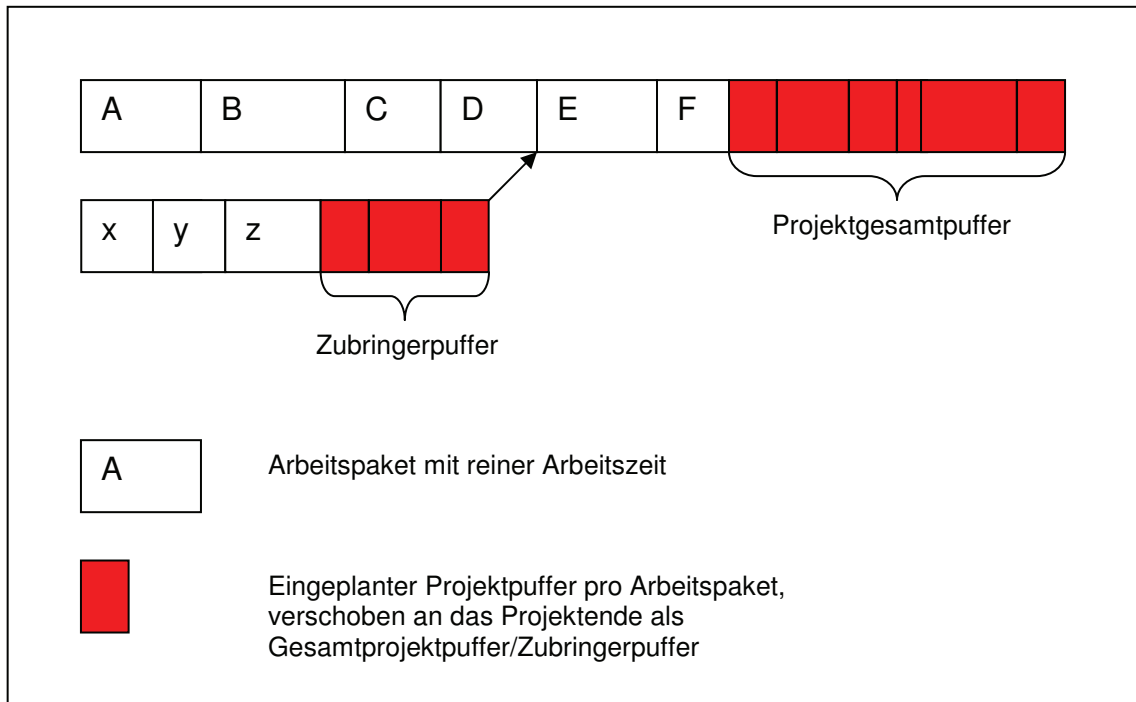 A B C D E F
Projektgesamtpuffer
x y z
Zubringerpuffer
A
Arbeitspaket mit reiner Arbeitszeit
Eingeplanter Projektpuffer pro Arbeitspaket,
verschoben an das Projektende als
Gesamtprojektpuffer/Zubringerpuffer